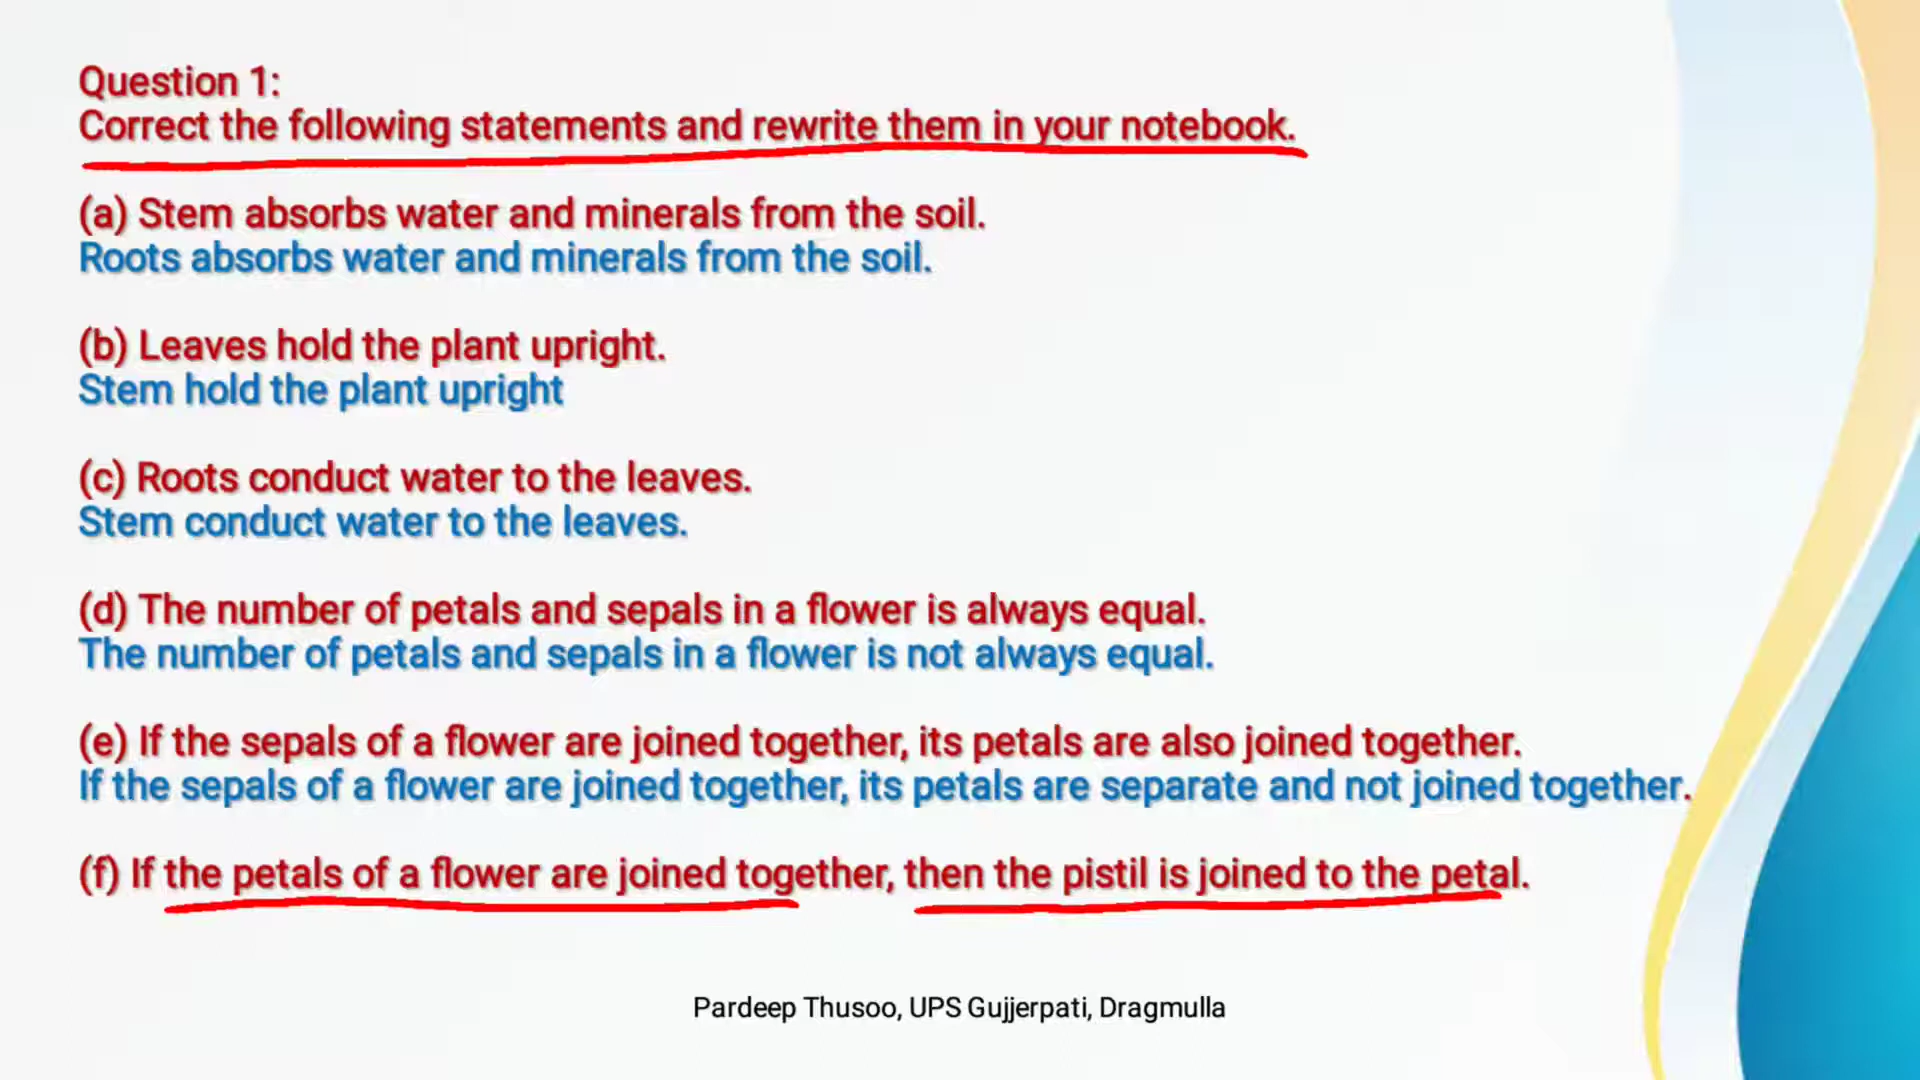 Question 1:
Correct the following statements and rewrite them in your notebook.
(a) Stem absorbs water and minerals from the soil.
Roots absorbs water and minerals from the soil.
(b) Leaves hold the plant upright.
Stem hold the plant upright
(c) Roots conduct water to the leaves.
Stem conduct water to the leaves.
(d) The number of petals and sepals in a flower is always equal.
The number of petals and sepals in a flower is not always equal.
(e) If the sepals of a flower are joined together, its petals are also joined together.
If the sepals of a flower are joined together, its petals are separate and not joined together.
(f) If the petals of a flower are joined together, then the pistil is joined to the petal.
Pardeep Thusoo, UPS Gujjerpati, Dragmulla